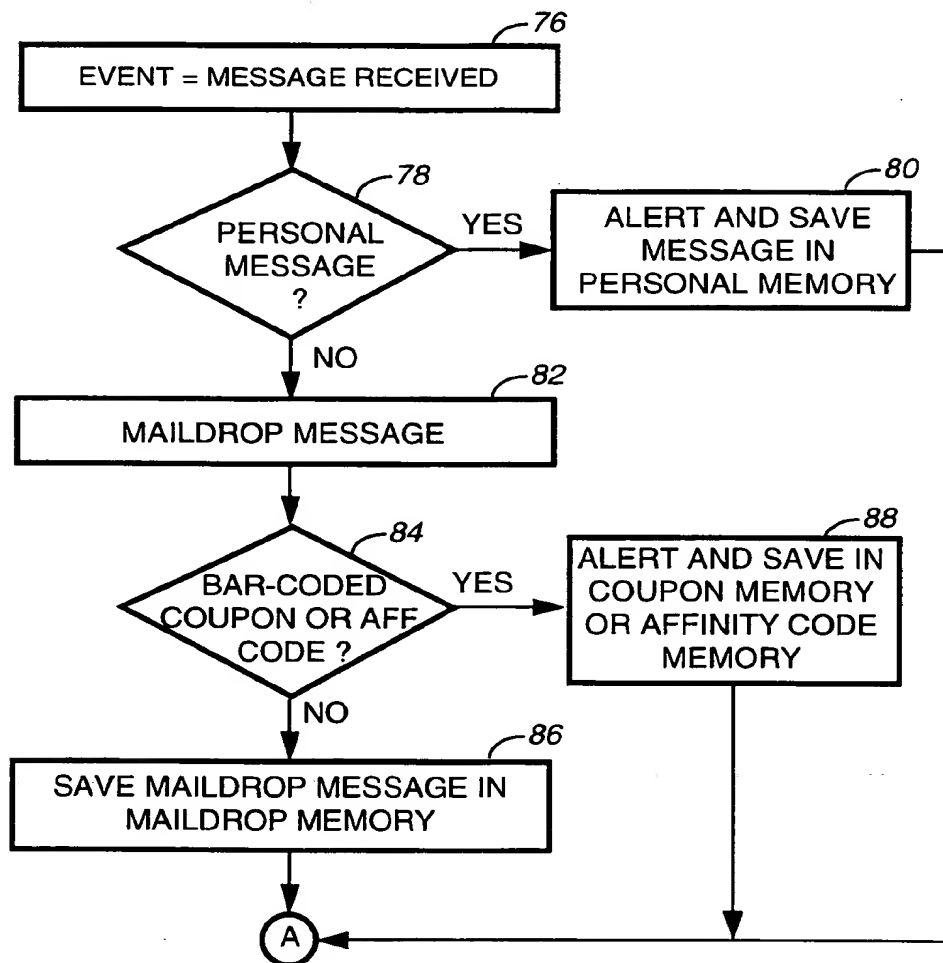 76
EVENT = MESSAGE RECEIVED
78
PERSONAL
MESSAGE
?
YES
80
ALERT AND SAVE
MESSAGE IN
PERSONAL MEMORY
NO
82
MAILDROP MESSAGE
84
BAR-CODED
COUPON OR AFF
CODE ?
YES
88
ALERT AND SAVE IN
COUPON MEMORY
OR AFFINITY CODE
MEMORY
NO
86
SAVE MAILDROP MESSAGE IN
MAILDROP MEMORY
A